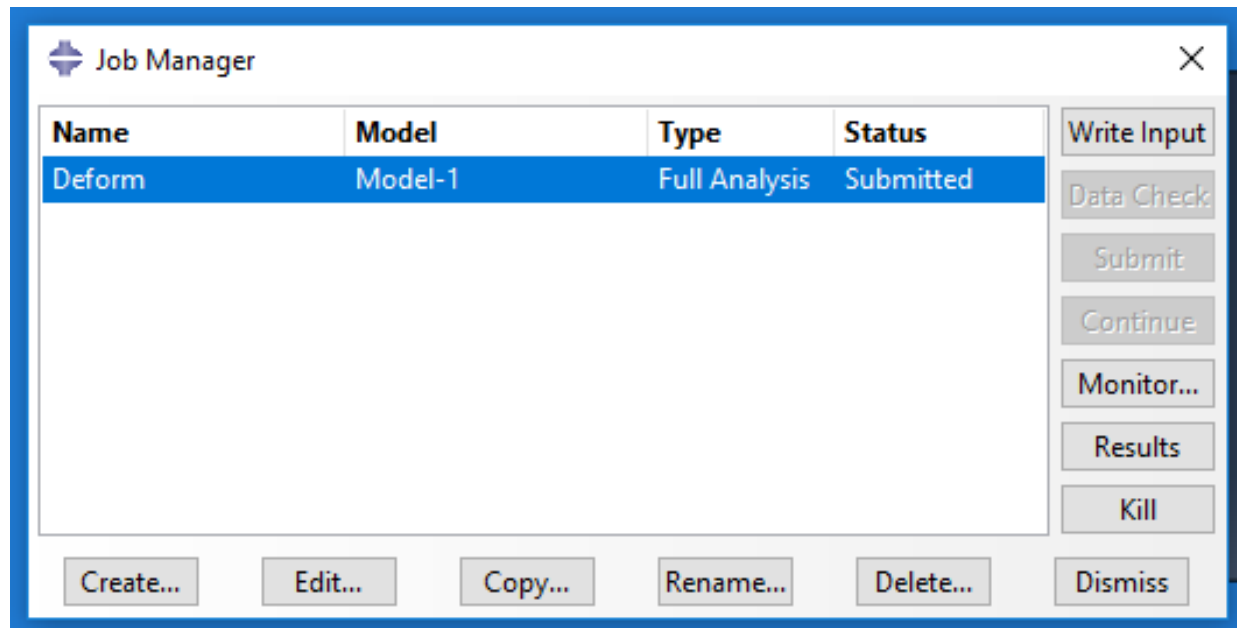 Job Manager
Name Model Type Status
Write Input
Deform Model-1 Full Analysis Submitted
Data Check
Submit
Continue
Monitor...
Results
Kill
Create... Edit... Copy... Rename... Delete... Dismiss